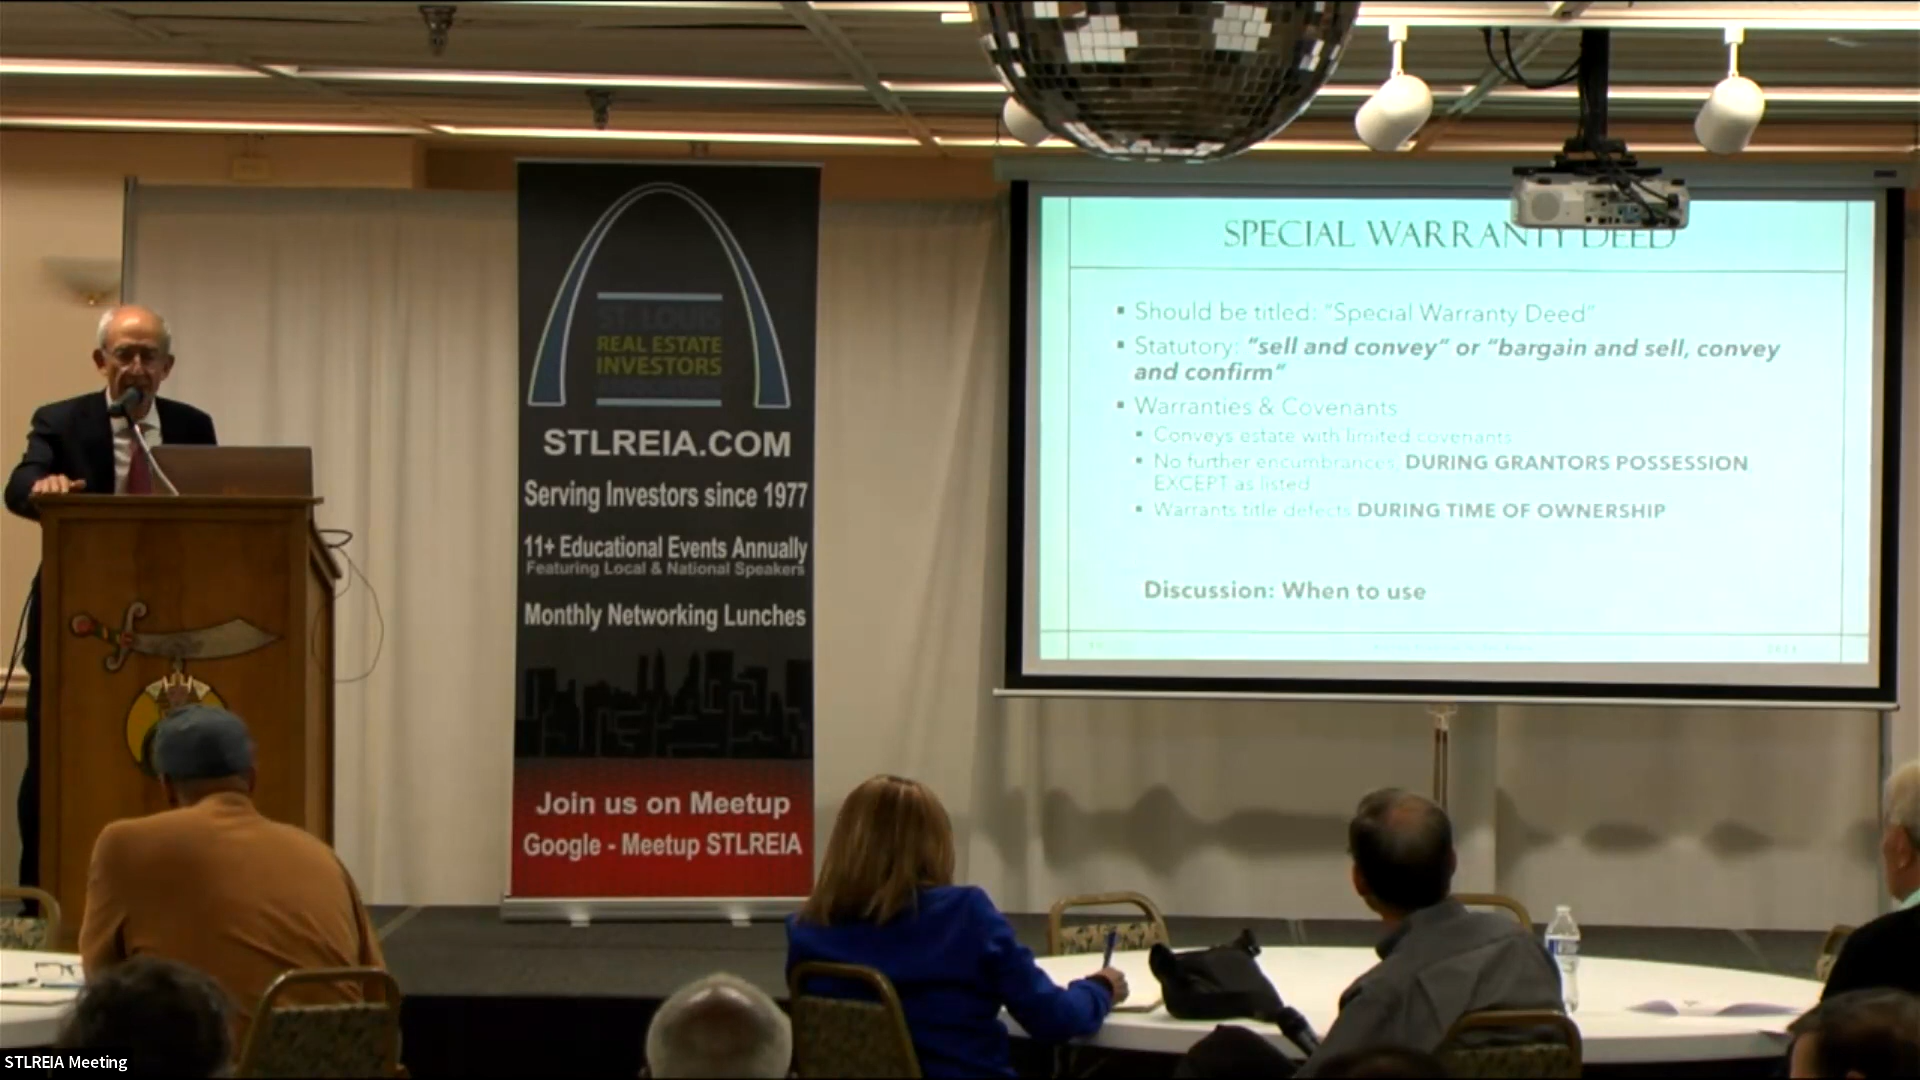 ST. LOUIS
REAL ESTATE
INVESTORS
STLREIA.COM
Serving Investors since 1977
11+ Educational Events Annually
Featuring Local & National Speakers
Monthly Networking Lunches
Join us on Meetup
Google - Meetup STLREIA
SPECIAL WARRANTY DEED
▪ Should be titled: “Special Warranty Deed”
▪ Statutory: “sell and convey” or “bargain and sell, convey
and confirm”
▪ Warranties & Covenants
▪ Conveys estate with limited covenants
▪ No further encumbrances DURING GRANTORS POSSESSION
EXCEPT as listed
▪ Warrants title defects DURING TIME OF OWNERSHIP
Discussion: When to use
STLREIA Meeting